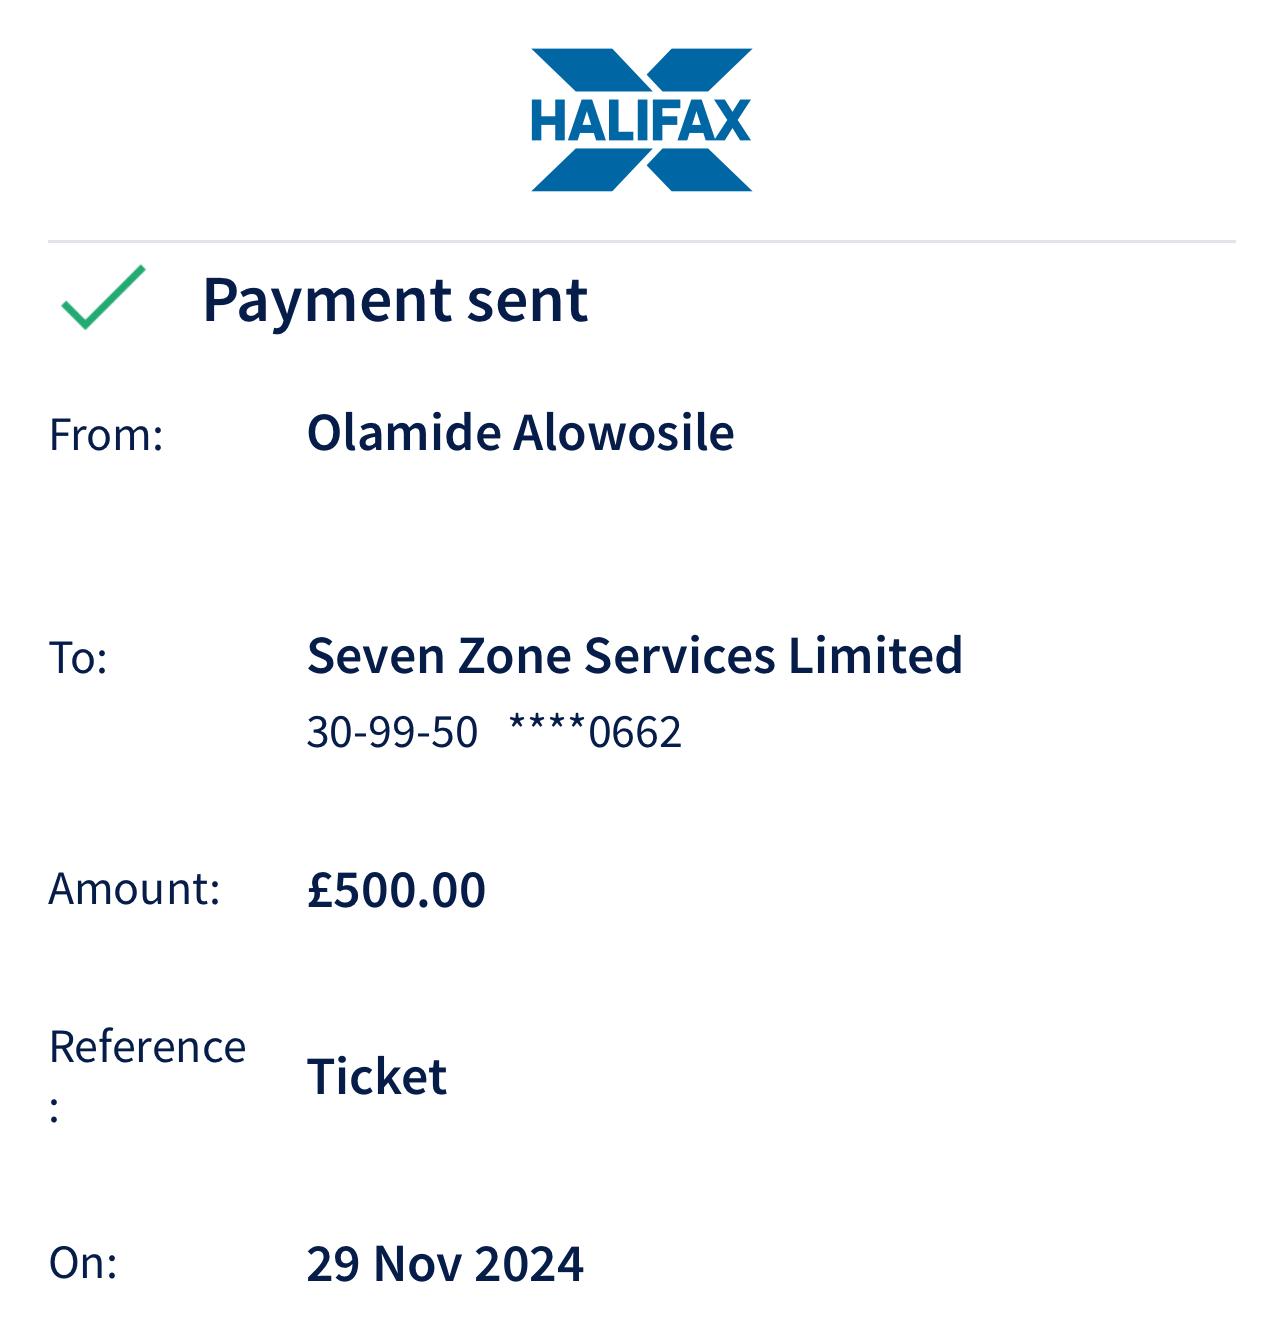 HALIFAX
Payment sent
From: Olamide Alowosile
To: Seven Zone Services Limited
30-99-50 ****0662
Amount: £500.00
Reference
: Ticket
On: 29 Nov 2024